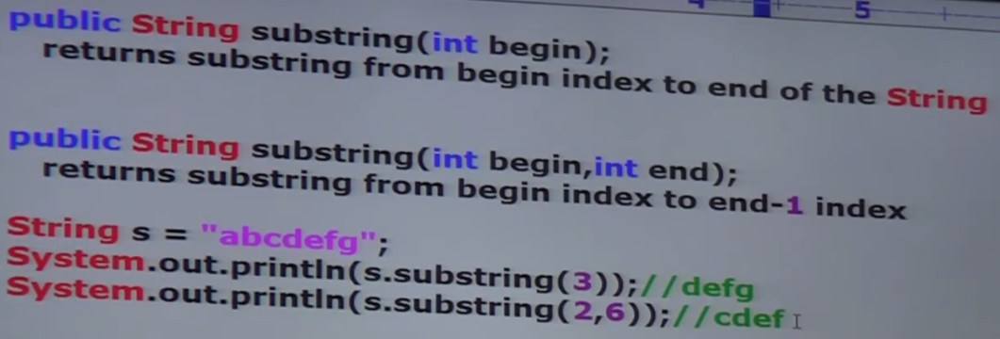 4 5
public String substring(int begin);
returns substring from begin index to end of the String
public String substring(int begin,int end);
returns substring from begin index to end-1 index
String s = "abcdefg";
System.out.println(s.substring(3));//defg
System.out.println(s.substring(2,6));//cdef